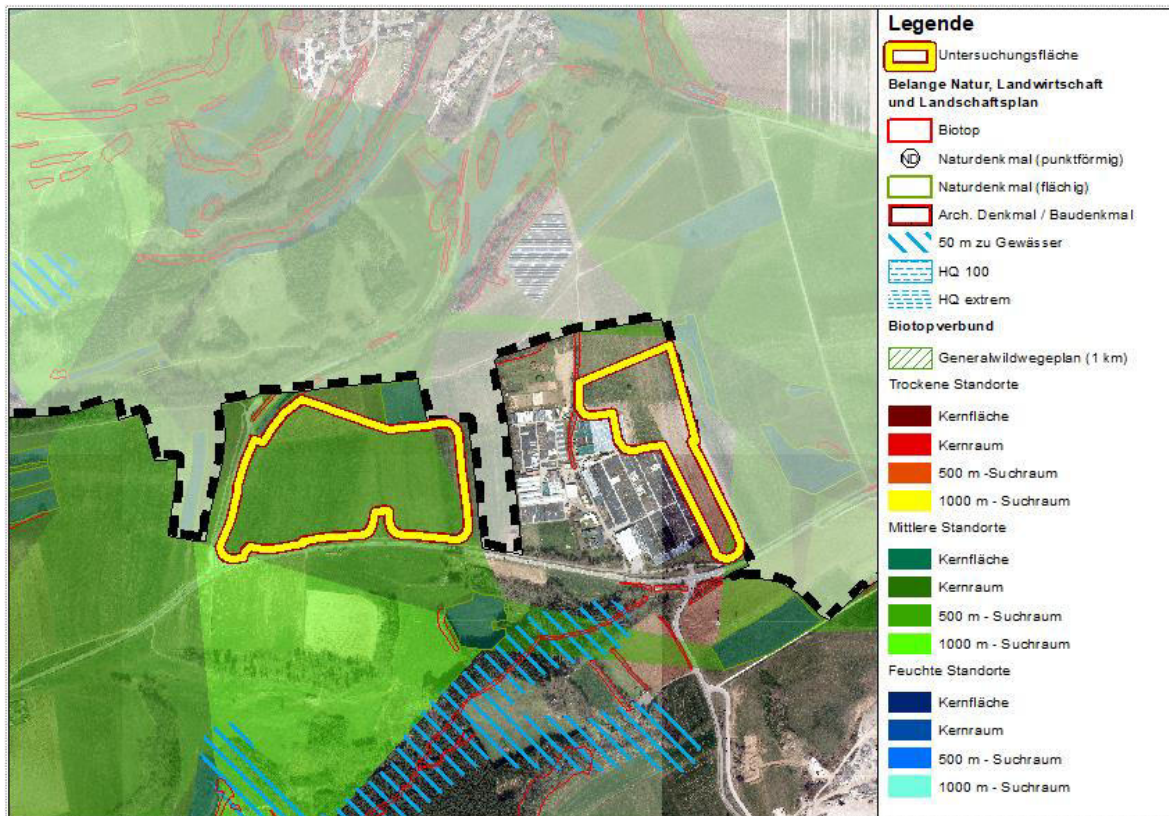 Legende
Untersuchungsfläche
Belange Natur, Landwirtschaft
und Landschaftsplan
Biotop
ND Naturdenkmal (punktförmig)
Naturdenkmal (flächig)
Arch. Denkmal / Baudenkmal
50 m zu Gewässer
HQ 100
HQ extrem
Biotopverbund
Generalwildwegeplan (1 km)
Trockene Standorte
Kernfläche
Kernraum
500 m -Suchraum
1000 m - Suchraum
Mittlere Standorte
Kernfläche
Kernraum
500 m - Suchraum
1000 m - Suchraum
Feuchte Standorte
Kernfläche
Kernraum
500 m - Suchraum
1000 m - Suchraum